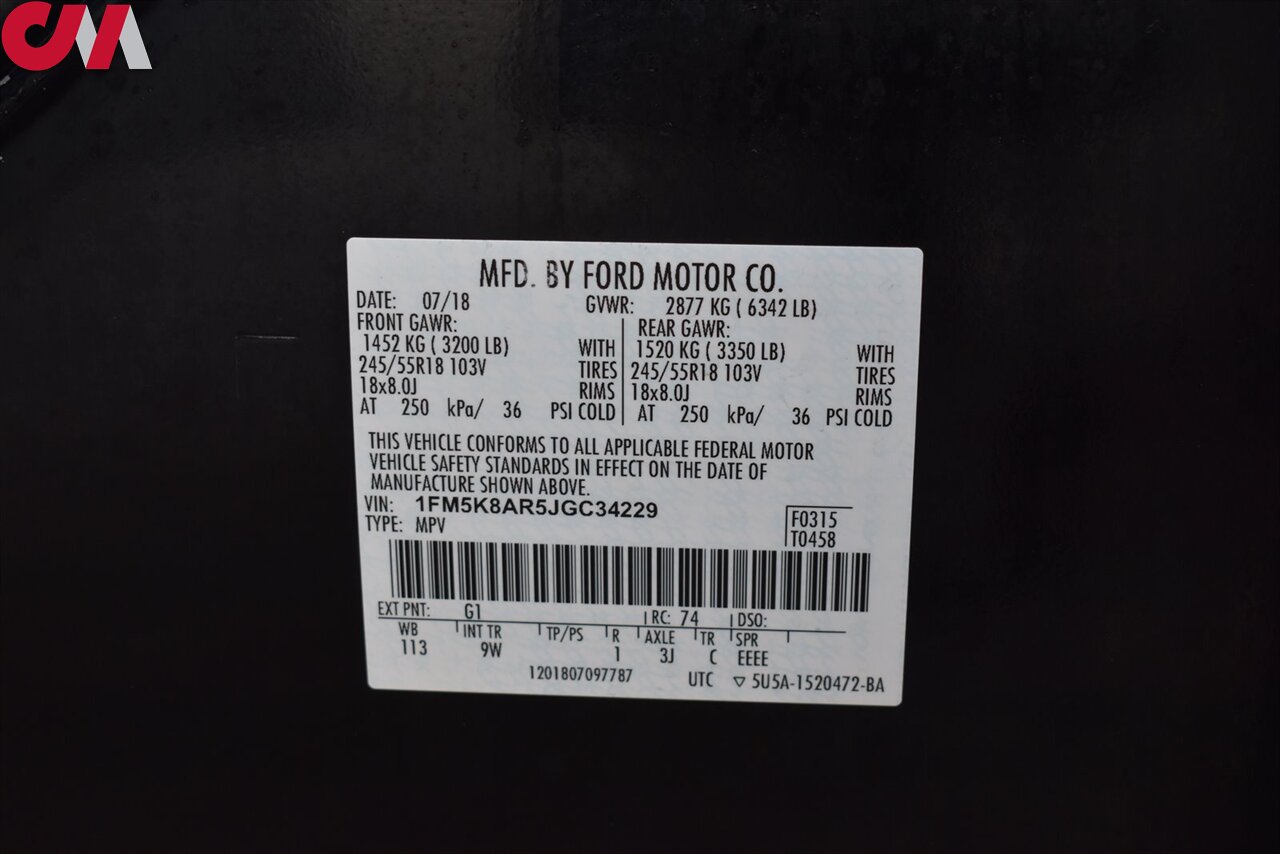 CM
MFD. BY FORD MOTOR CO.
DATE: 07/18 GVWR: 2877 KG ( 6342 LB)
FRONT GAWR: REAR GAWR:
1452 KG ( 3200 LB) WITH 1520 KG ( 3350 LB) WITH
245/55R18 103V TIRES 245/55R18 103V TIRES
18x8.0J RIMS 18x8.0J RIMS
AT 250 kPa/ 36 PSI COLD AT 250 kPa/ 36 PSI COLD
THIS VEHICLE CONFORMS TO ALL APPLICABLE FEDERAL MOTOR
VEHICLE SAFETY STANDARDS IN EFFECT ON THE DATE OF
MANUFACTURE SHOWN ABOVE.
VIN: 1FM5K8AR5JGC34229 F0315
TYPE: MPV T0458
EXT PNT: G1 RC: 74 DSO:
WB INT TR TP/PS R AXLE TR SPR
113 9W 1 3J C EEEE
1201807097787 UTC ▽ 5U5A-1520472-BA